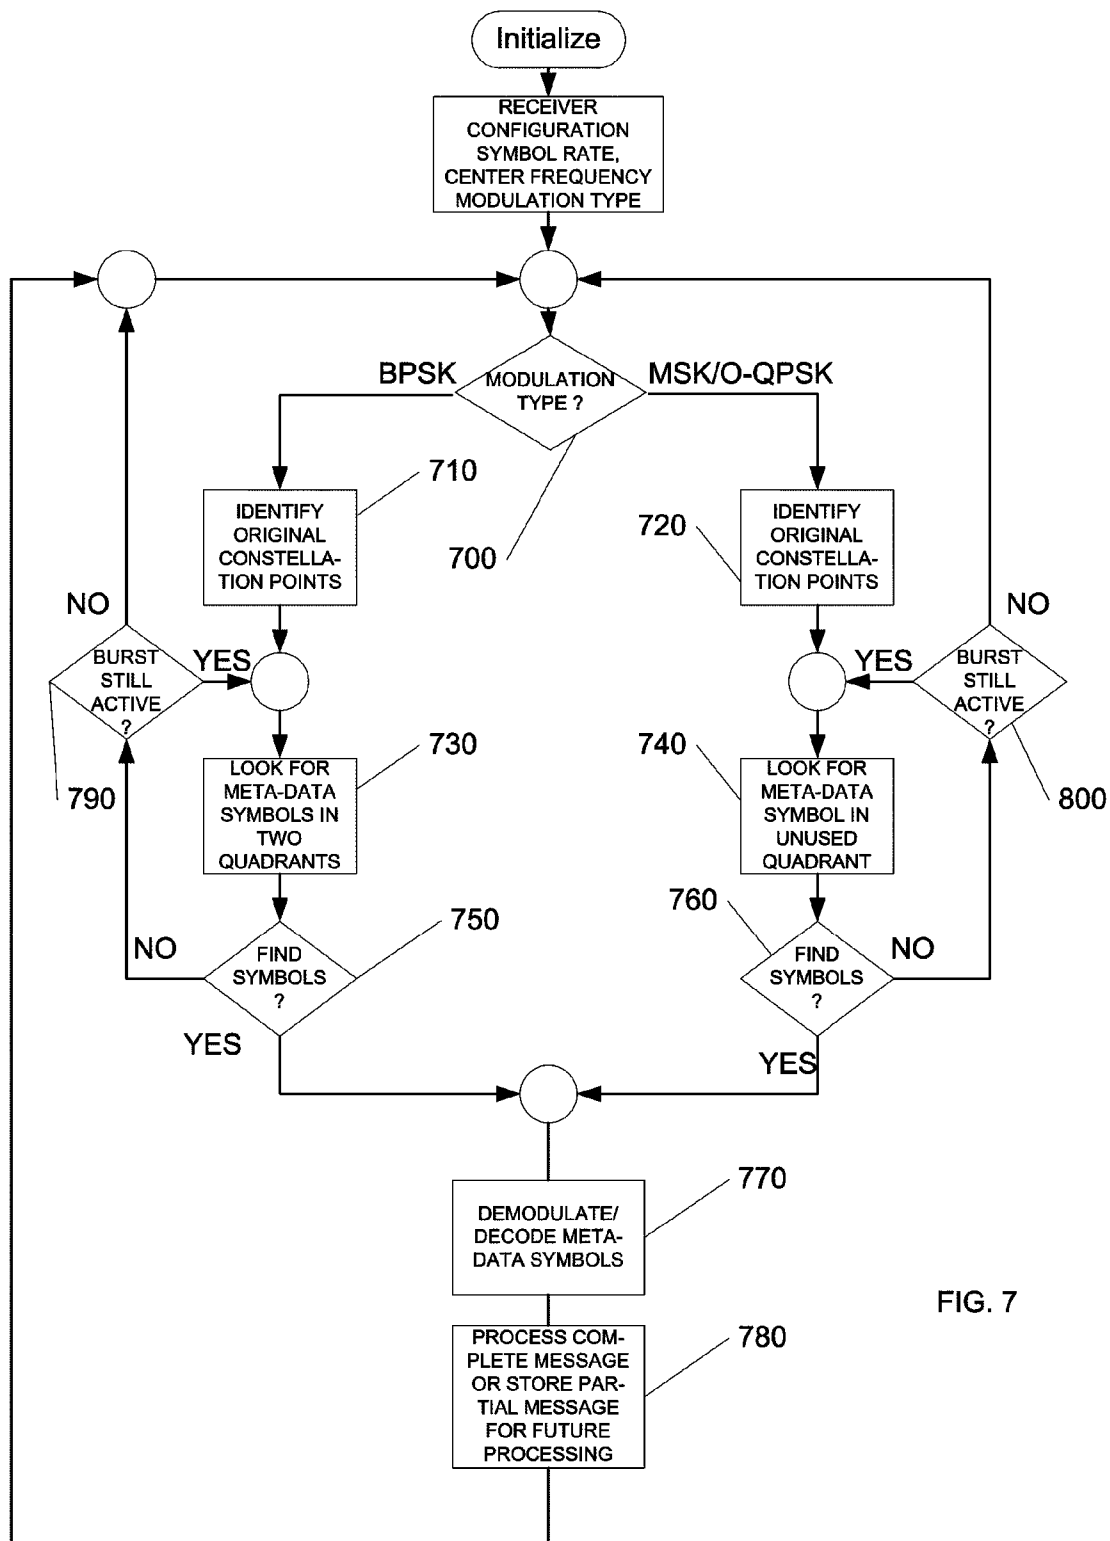 Initialize
RECEIVER
CONFIGURATION
SYMBOL RATE,
CENTER FREQUENCY
MODULATION TYPE
BPSK
MODULATION
TYPE ?
MSK/O-QPSK
700
710
IDENTIFY
ORIGINAL
CONSTELLA-
TION POINTS
720
IDENTIFY
ORIGINAL
CONSTELLA-
TION POINTS
NO
BURST
STILL
ACTIVE
?
YES
790
NO
YES
BURST
STILL
ACTIVE ?
800
730
LOOK FOR
META-DATA
SYMBOLS IN
TWO
QUADRANTS
740
LOOK FOR
META-DATA
SYMBOL IN
UNUSED
QUADRANT
750
NO
FIND
SYMBOLS
?
YES
760
FIND
SYMBOLS
?
NO
YES
770
DEMODULATE/
DECODE META-
DATA SYMBOLS
780
PROCESS COM-
PLETE MESSAGE
OR STORE PAR-
TIAL MESSAGE
FOR FUTURE
PROCESSING
FIG. 7